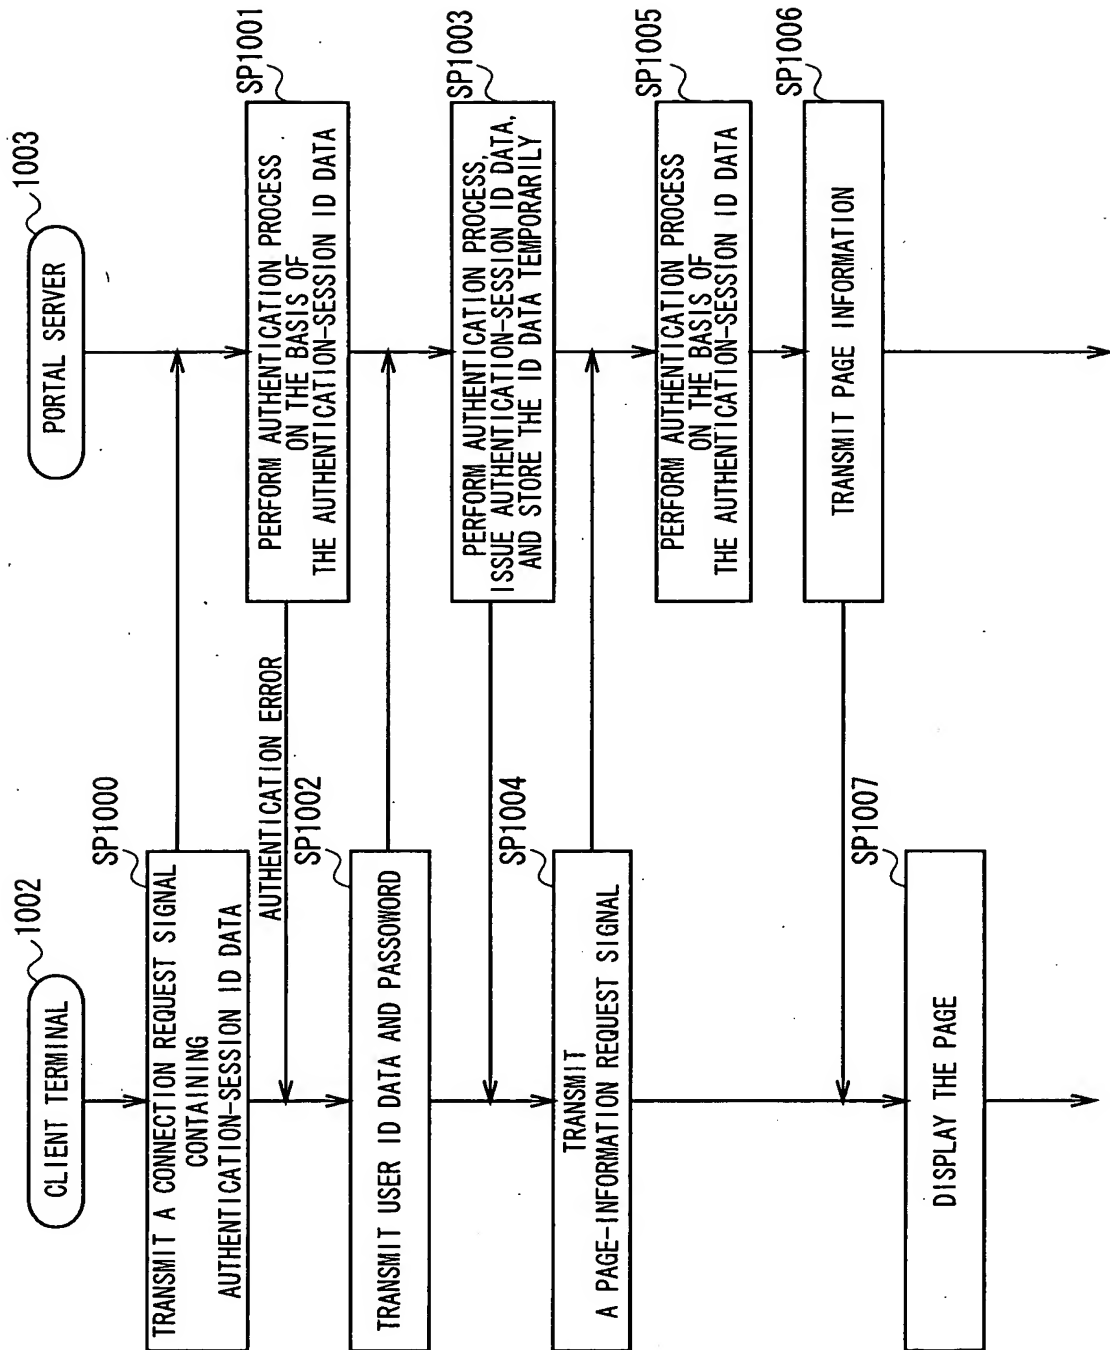 CLIENT TERMINAL
1002
PORTAL SERVER
1003
SP1000
TRANSMIT A CONNECTION REQUEST SIGNAL
CONTAINING
AUTHENTICATION-SESSION ID DATA
SP1001
PERFORM AUTHENTICATION PROCESS
ON THE BASIS OF
THE AUTHENTICATION-SESSION ID DATA
AUTHENTICATION ERROR
SP1002
TRANSMIT USER ID DATA AND PASSOWORD
SP1003
PERFORM AUTHENTICATION PROCESS,
ISSUE AUTHENTICATION-SESSION ID DATA,
AND STORE THE ID DATA TEMPORARILY
SP1004
TRANSMIT
A PAGE-INFORMATION REQUEST SIGNAL
SP1005
PERFORM AUTHENTICATION PROCESS
ON THE BASIS OF
THE AUTHENTICATION-SESSION ID DATA
SP1006
TRANSMIT PAGE INFORMATION
SP1007
DISPLAY THE PAGE